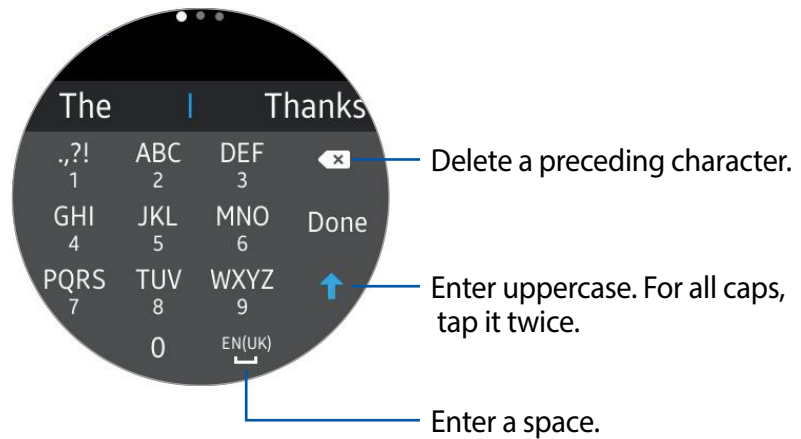 The I Thanks
.,?! ABC DEF
1 2 3
Delete a preceding character.
GHI JKL MNO Done
4 5 6
PQRS TUV WXYZ
7 8 9
Enter uppercase. For all caps,
tap it twice.
0 EN(UK)
Enter a space.